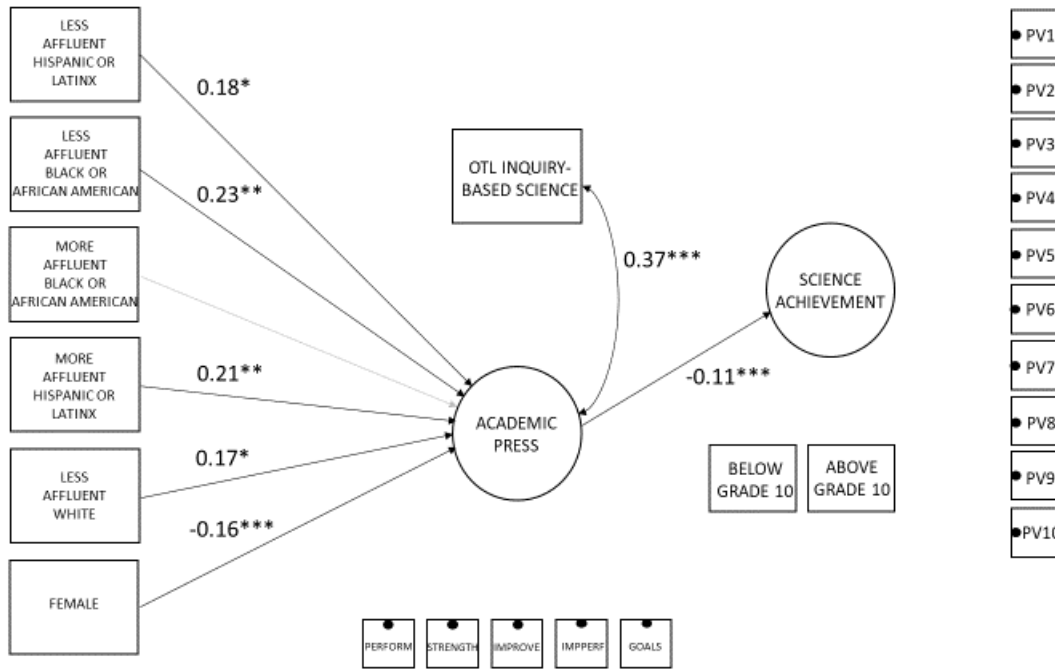 LESS
AFFLUENT
HISPANIC OR
LATINX
0.18*
LESS
AFFLUENT
BLACK OR
AFRICAN AMERICAN
0.23**
MORE
AFFLUENT
BLACK OR
AFRICAN AMERICAN
MORE
AFFLUENT
HISPANIC OR
LATINX
0.21**
LESS
AFFLUENT
WHITE
0.17*
FEMALE
-0.16***
OTL INQUIRY-
BASED SCIENCE
0.37***
ACADEMIC
PRESS
-0.11***
SCIENCE
ACHIEVEMENT
BELOW
GRADE 10
ABOVE
GRADE 10
PERFORM
STRENGTH
IMPROVE
IMPPERF
GOALS
PV1
PV2
PV3
PV4
PV5
PV6
PV7
PV8
PV9
PV10